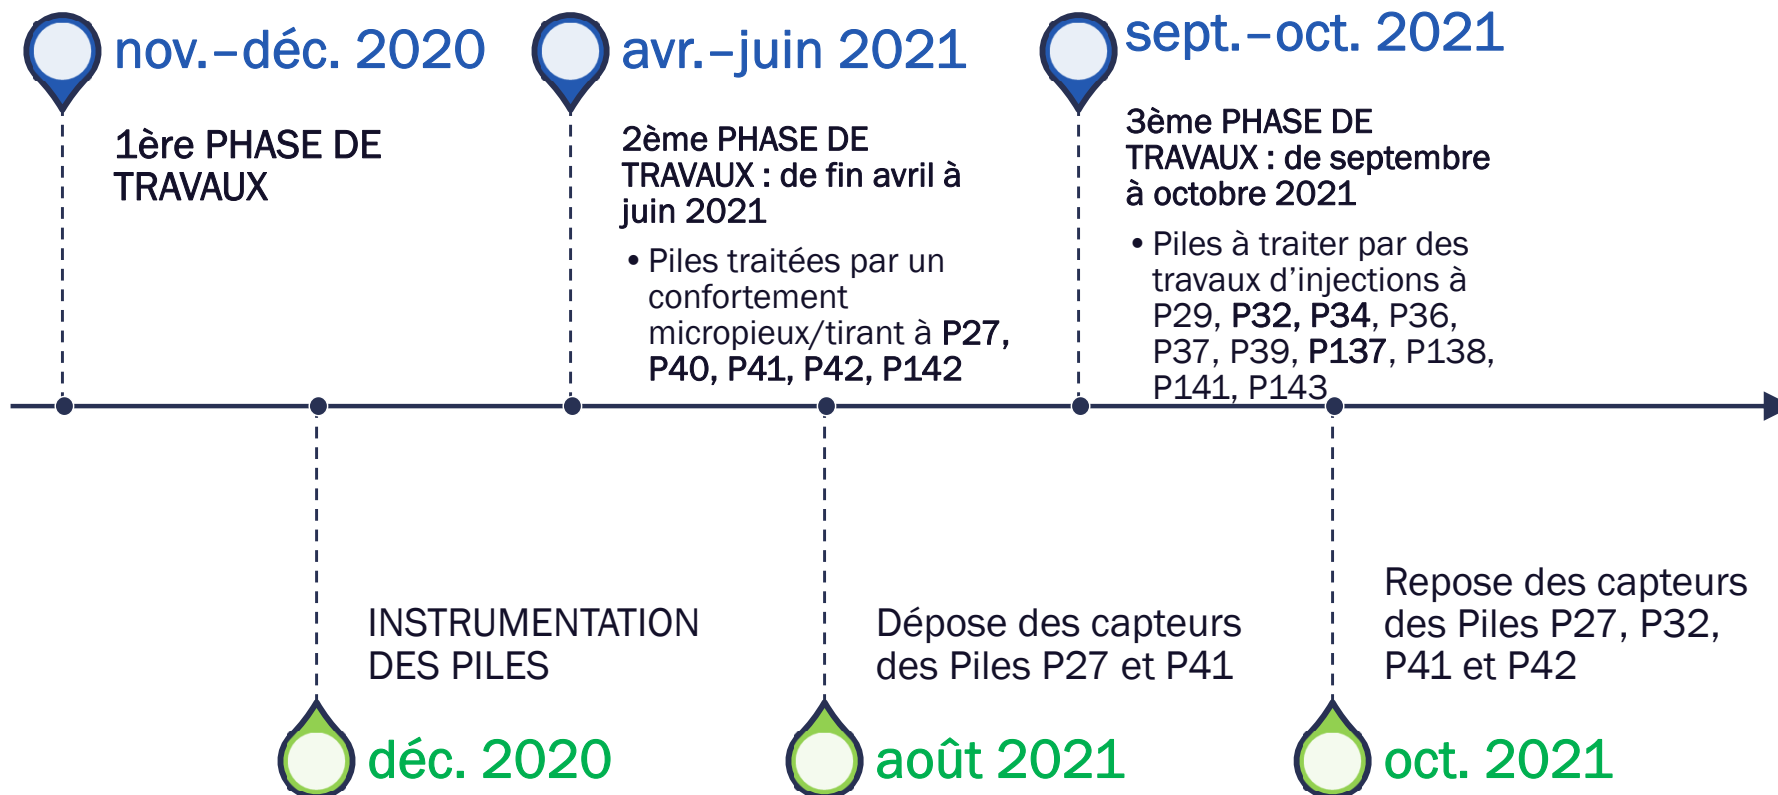 nov.–déc. 2020
1ère PHASE DE
TRAVAUX
avr.–juin 2021
2ème PHASE DE
TRAVAUX : de fin avril à
juin 2021
• Piles traitées par un
confortement
micropieux/tirant à P27,
P40, P41, P42, P142
sept.–oct. 2021
3ème PHASE DE
TRAVAUX : de septembre
à octobre 2021
• Piles à traiter par des
travaux d’injections à
P29, P32, P34, P36,
P37, P39, P137, P138,
P141, P143
INSTRUMENTATION
DES PILES
déc. 2020
Dépose des capteurs
des Piles P27 et P41
août 2021
Repose des capteurs
des Piles P27, P32,
P41 et P42
oct. 2021